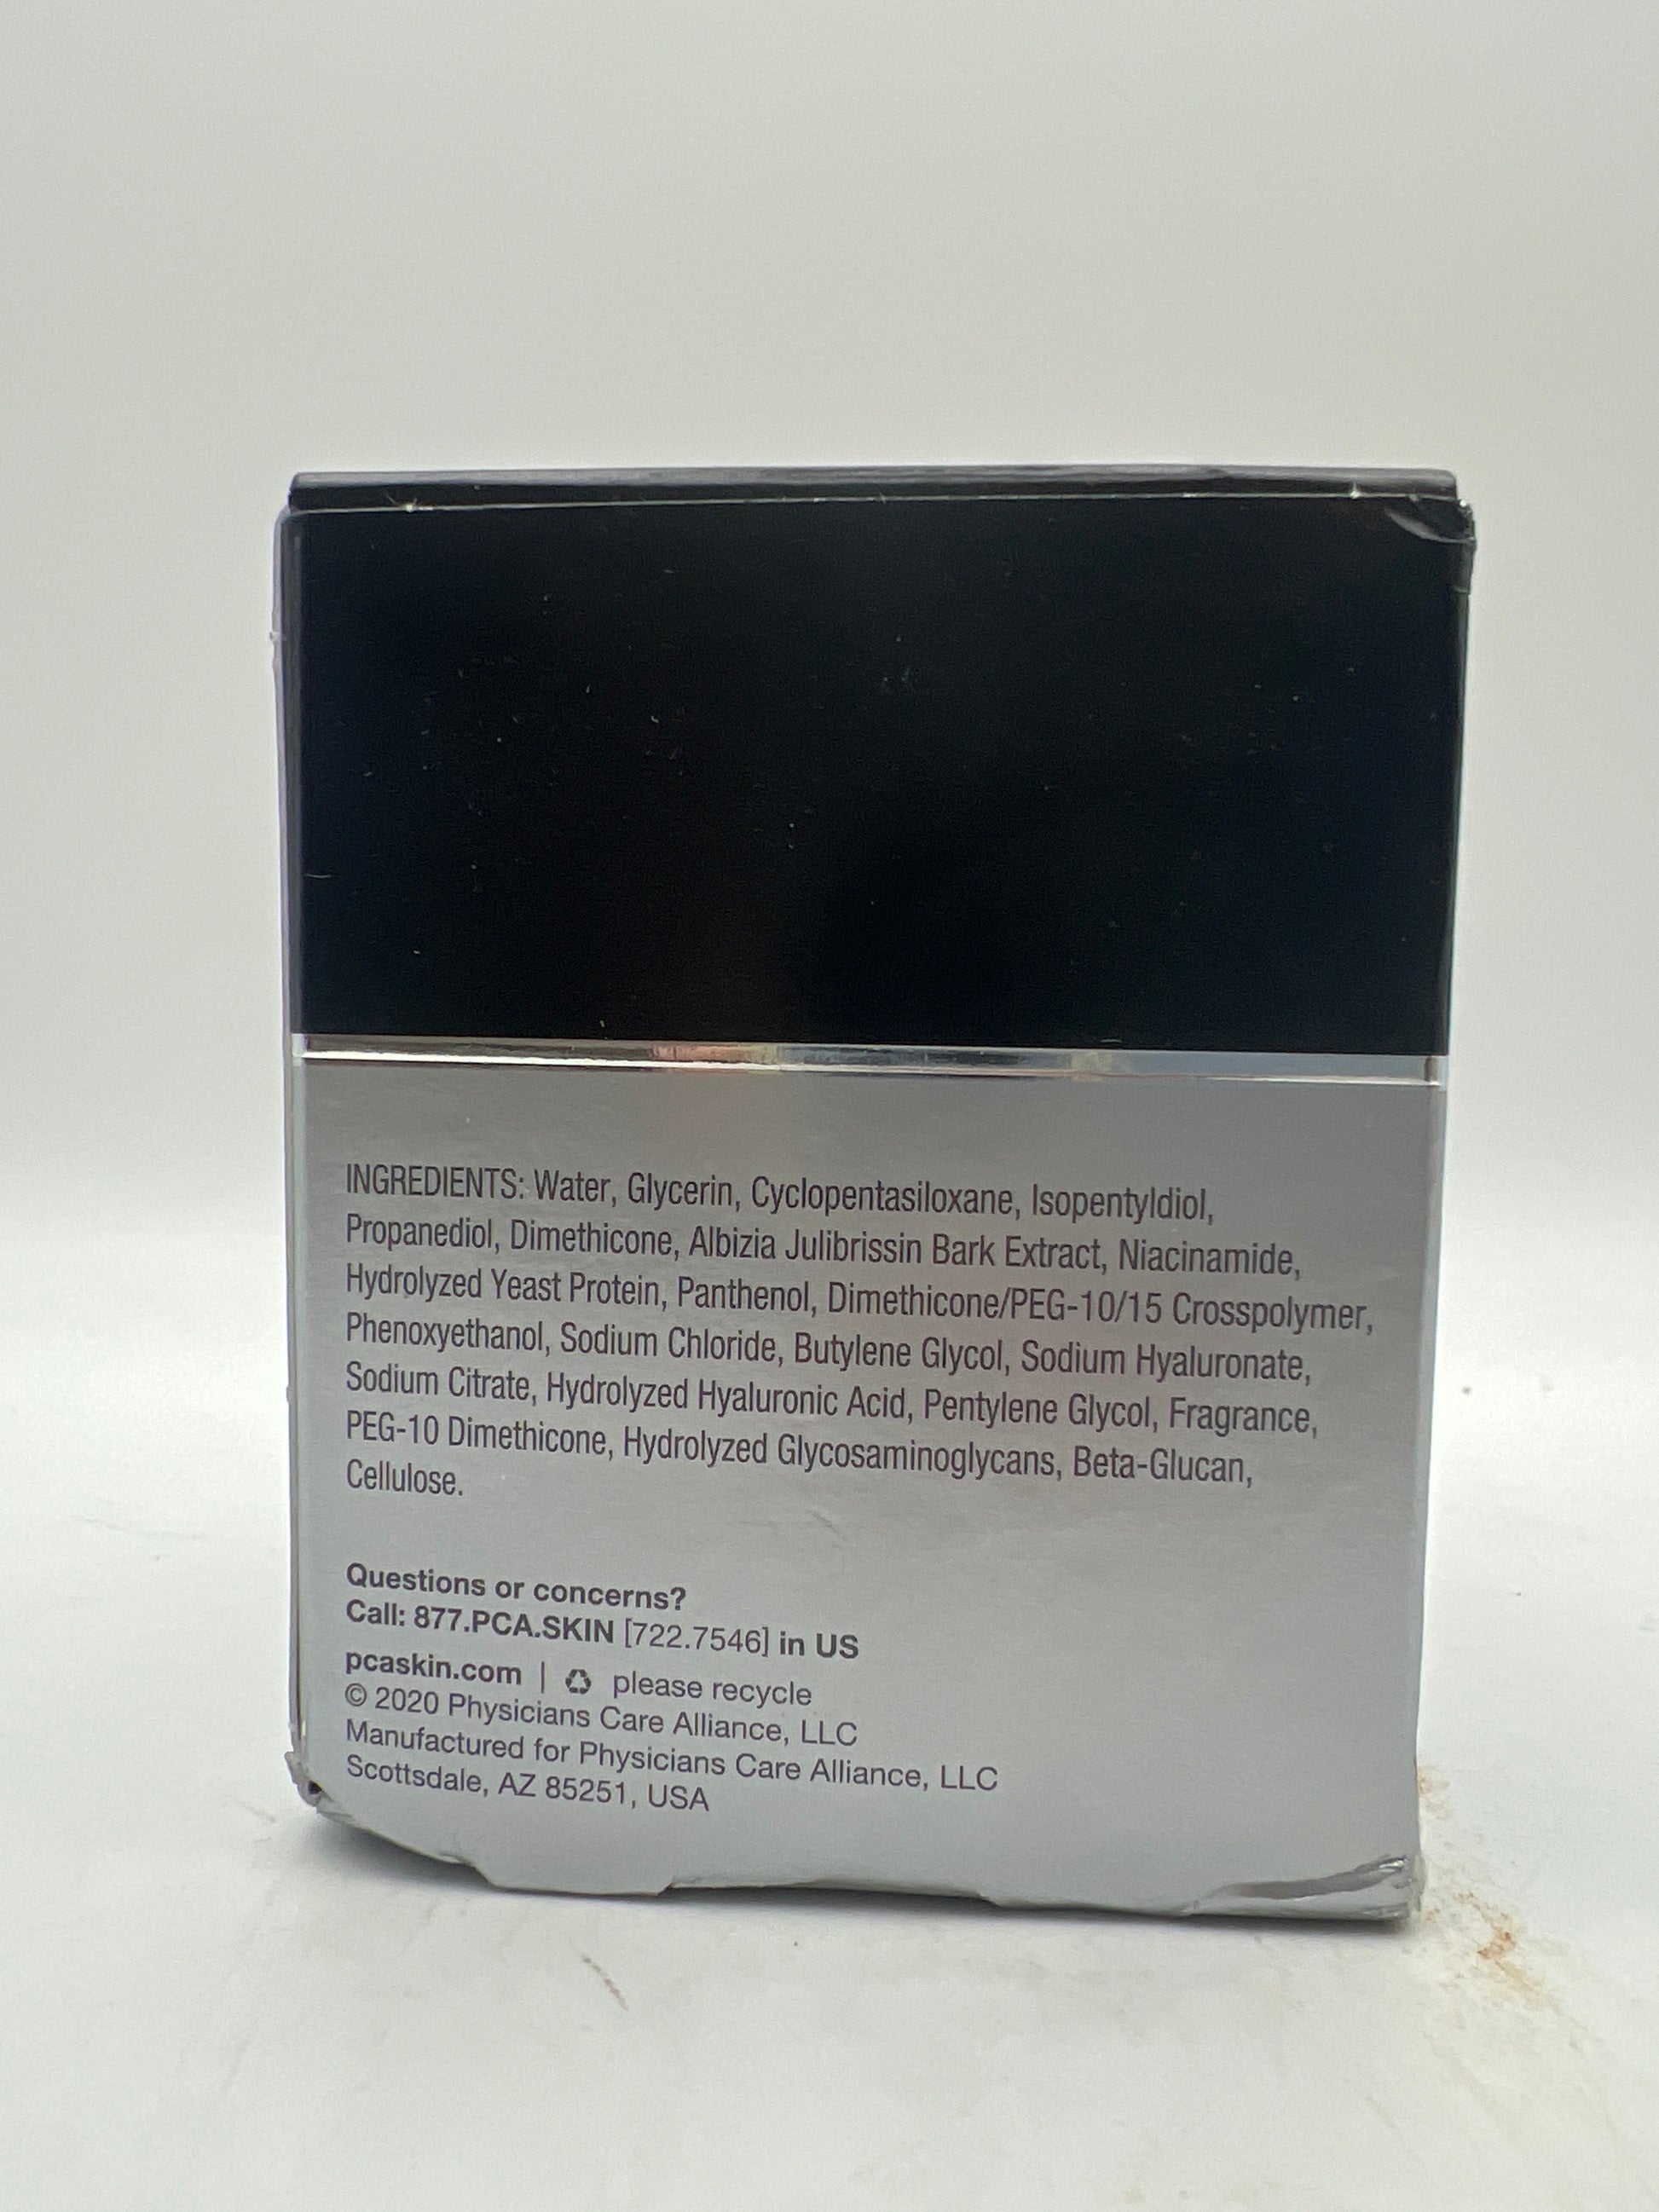 INGREDIENTS: Water, Glycerin, Cyclopentasiloxane, Isopentyldiol,
Propanediol, Dimethicone, Albizia Julibrissin Bark Extract, Niacinamide,
Hydrolyzed Yeast Protein, Panthenol, Dimethicone/PEG-10/15 Crosspolymer,
Phenoxyethanol, Sodium Chloride, Butylene Glycol, Sodium Hyaluronate,
Sodium Citrate, Hydrolyzed Hyaluronic Acid, Pentylene Glycol, Fragrance,
PEG-10 Dimethicone, Hydrolyzed Glycosaminoglycans, Beta-Glucan,
Cellulose.
Questions or concerns?
Call: 877.PCA.SKIN [722.7546] in US
pcaskin.com | ♻ please recycle
© 2020 Physicians Care Alliance, LLC
Manufactured for Physicians Care Alliance, LLC
Scottsdale, AZ 85251, USA